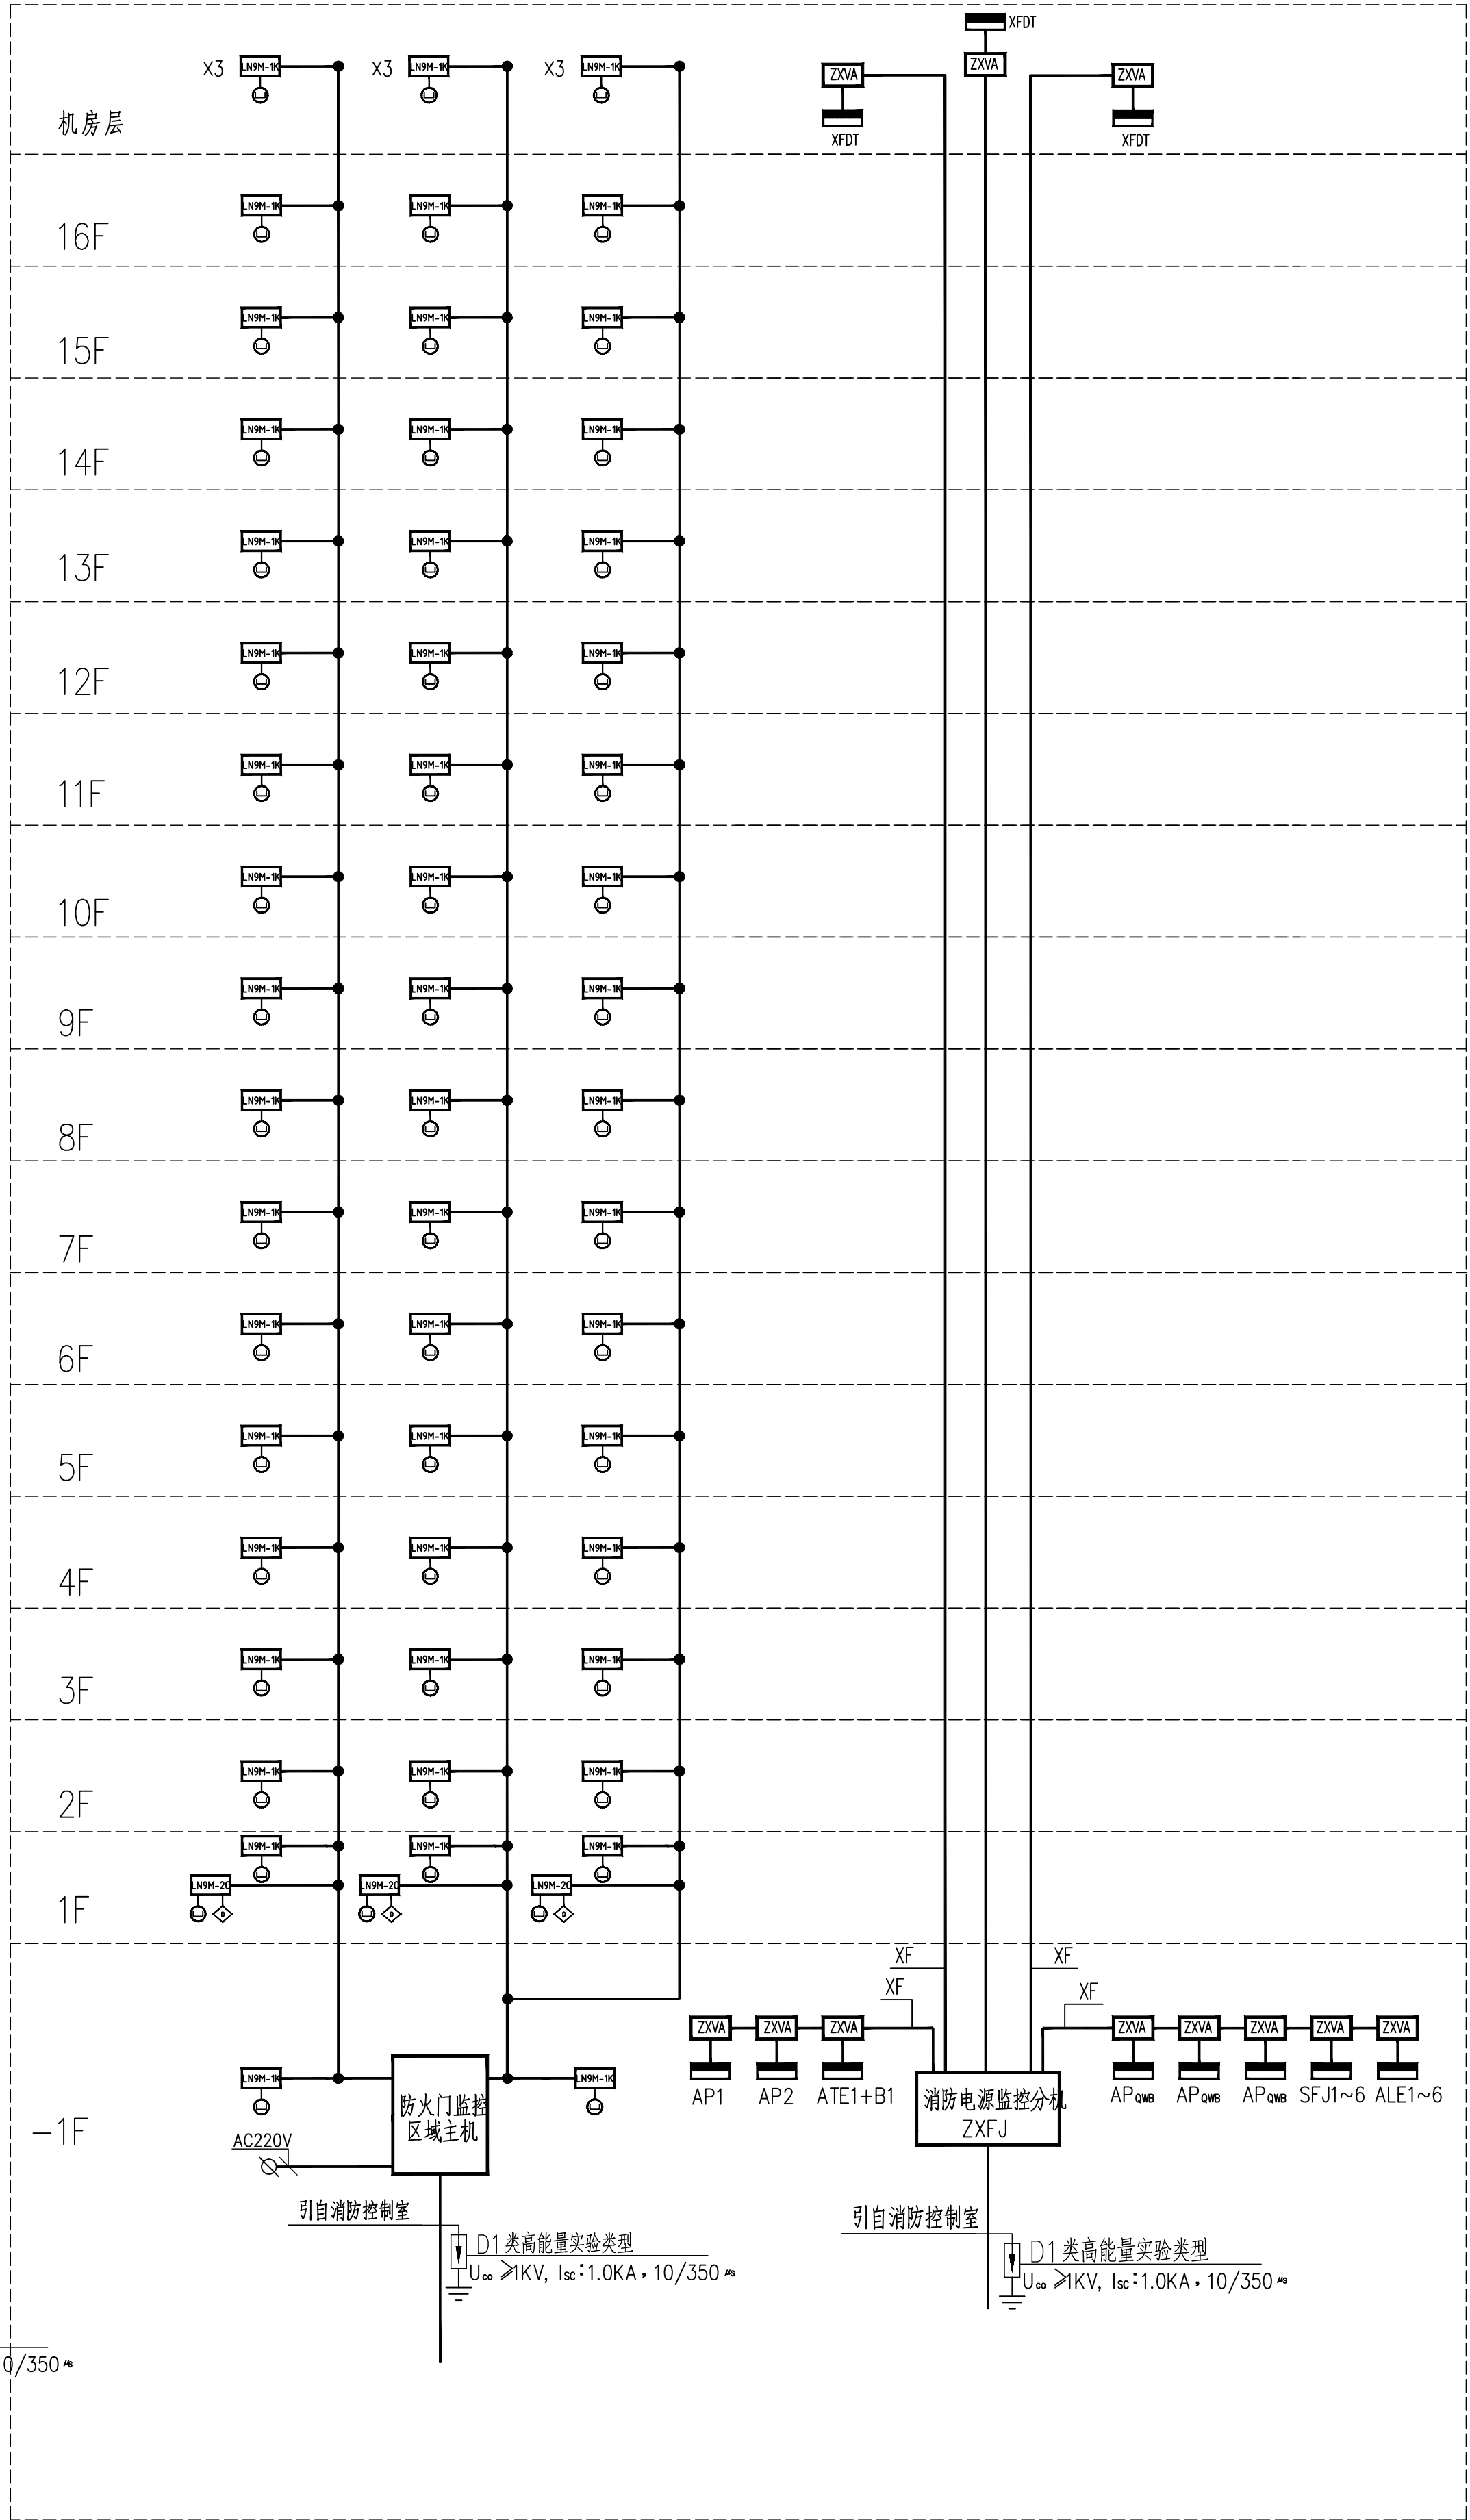 XFDT
X3 LN9M-1K X3 LN9M-1K X3 LN9M-1K ZXVA ZXVA ZXVA
机房层
XFDT XFDT
LN9M-1K LN9M-1K LN9M-1K
16F
LN9M-1K LN9M-1K LN9M-1K
15F
LN9M-1K LN9M-1K LN9M-1K
14F
LN9M-1K LN9M-1K LN9M-1K
13F
LN9M-1K LN9M-1K LN9M-1K
12F
LN9M-1K LN9M-1K LN9M-1K
11F
LN9M-1K LN9M-1K LN9M-1K
10F
LN9M-1K LN9M-1K LN9M-1K
9F
LN9M-1K LN9M-1K LN9M-1K
8F
LN9M-1K LN9M-1K LN9M-1K
7F
LN9M-1K LN9M-1K LN9M-1K
6F
LN9M-1K LN9M-1K LN9M-1K
5F
LN9M-1K LN9M-1K LN9M-1K
4F
LN9M-1K LN9M-1K LN9M-1K
3F
LN9M-1K LN9M-1K LN9M-1K
2F
LN9M-1K LN9M-1K LN9M-1K
LN9M-2C LN9M-2C LN9M-2C
1F
D D D
XF XF
XF XF
ZXVA ZXVA ZXVA ZXVA ZXVA ZXVA ZXVA ZXVA
AP1 AP2 ATE1+B1 APQWB APQWB APQWB SFJ1~6 ALE1~6
LN9M-1K LN9M-1K
防火门监控
区域主机
消防电源监控分机
ZXFJ
-1F
AC220V
引自消防控制室 引自消防控制室
D1类高能量实验类型
Uco ≥1KV, Isc:1.0KA,10/350μs
D1类高能量实验类型
Uco ≥1KV, Isc:1.0KA,10/350μs
0/350μs